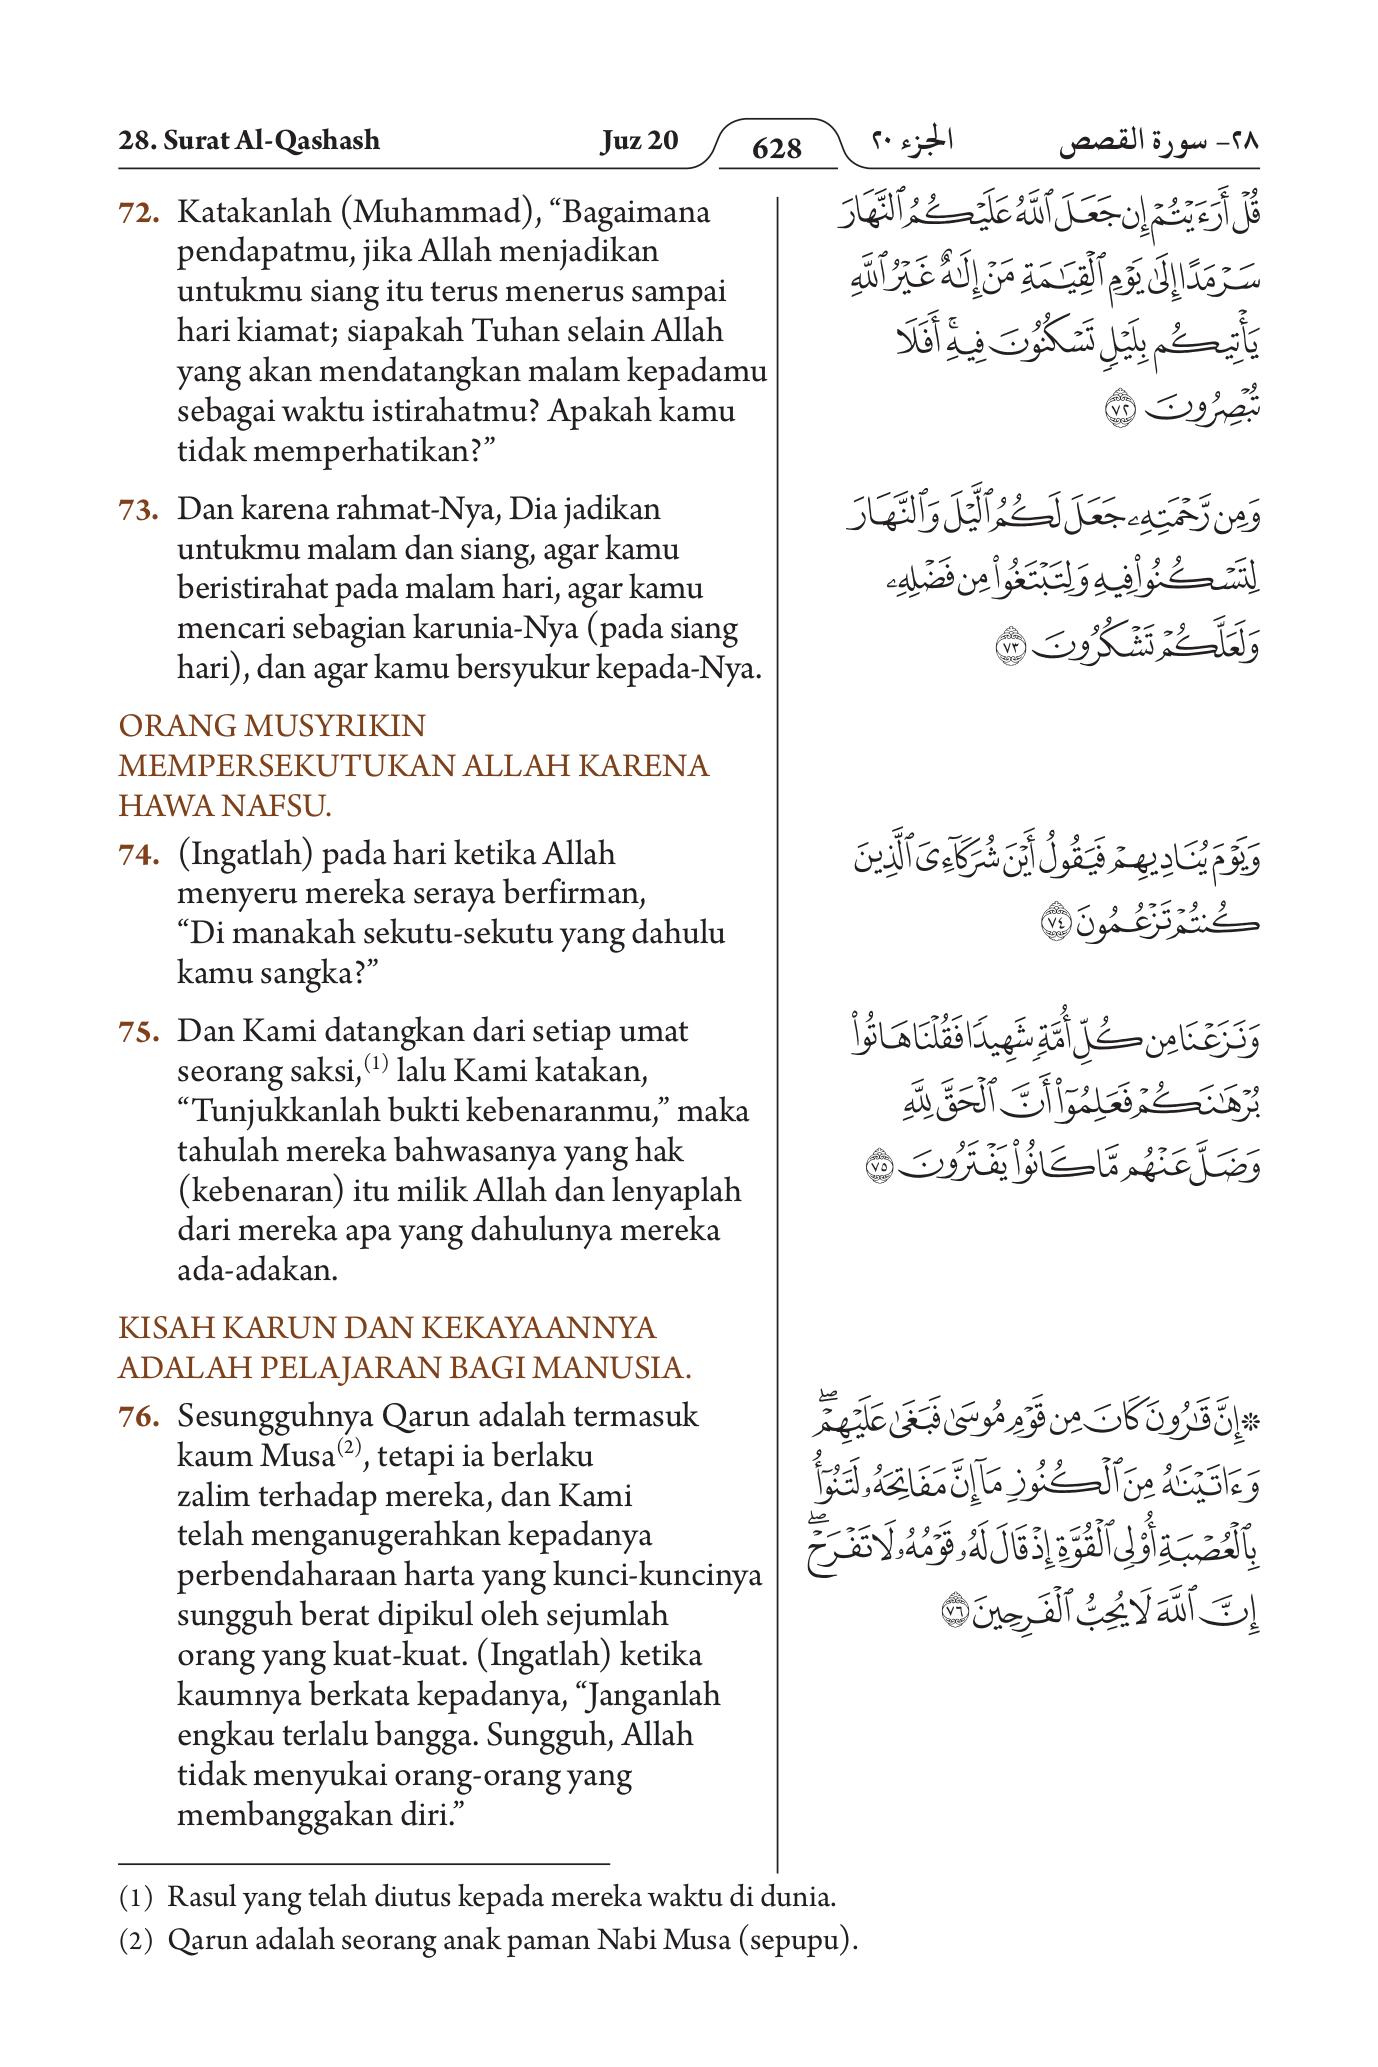 28. Surat Al-Qashash
Juz 20
628
الجزء ٢٠
٢٨- سورة القصص
72. Katakanlah (Muhammad), “Bagaimana
pendapatmu, jika Allah menjadikan
untukmu siang itu terus menerus sampai
hari kiamat; siapakah Tuhan selain Allah
yang akan mendatangkan malam kepadamu
sebagai waktu istirahatmu? Apakah kamu
tidak memperhatikan?”
73. Dan karena rahmat-Nya, Dia jadikan
untukmu malam dan siang, agar kamu
beristirahat pada malam hari, agar kamu
mencari sebagian karunia-Nya (pada siang
hari), dan agar kamu bersyukur kepada-Nya.
ORANG MUSYRIKIN
MEMPERSEKUTUKAN ALLAH KARENA
HAWA NAFSU.
74. (Ingatlah) pada hari ketika Allah
menyeru mereka seraya berfirman,
“Di manakah sekutu-sekutu yang dahulu
kamu sangka?”
75. Dan Kami datangkan dari setiap umat
seorang saksi,(1) lalu Kami katakan,
“Tunjukkanlah bukti kebenaranmu,” maka
tahulah mereka bahwasanya yang hak
(kebenaran) itu milik Allah dan lenyaplah
dari mereka apa yang dahulunya mereka
ada-adakan.
KISAH KARUN DAN KEKAYAANNYA
ADALAH PELAJARAN BAGI MANUSIA.
76. Sesungguhnya Qarun adalah termasuk
kaum Musa(2), tetapi ia berlaku
zalim terhadap mereka, dan Kami
telah menganugerahkan kepadanya
perbendaharaan harta yang kunci-kuncinya
sungguh berat dipikul oleh sejumlah
orang yang kuat-kuat. (Ingatlah) ketika
kaumnya berkata kepadanya, “Janganlah
engkau terlalu bangga. Sungguh, Allah
tidak menyukai orang-orang yang
membanggakan diri.”
قُلْ أَرَءَيْتُمْ إِن جَعَلَ ٱللَّهُ عَلَيْكُمُ ٱلنَّهَارَ
سَرْمَدًا إِلَىٰ يَوْمِ ٱلْقِيَٰمَةِ مَنْ إِلَٰهٌ غَيْرُ ٱللَّهِ
يَأْتِيكُم بِلَيْلٍ تَسْكُنُونَ فِيهِ ۚ أَفَلَا
تُبْصِرُونَ ٧٢
وَمِن رَّحْمَتِهِۦ جَعَلَ لَكُمُ ٱلَّيْلَ وَٱلنَّهَارَ
لِتَسْكُنُوا۟ فِيهِ وَلِتَبْتَغُوا۟ مِن فَضْلِهِۦ
وَلَعَلَّكُمْ تَشْكُرُونَ ٧٣
وَيَوْمَ يُنَادِيهِمْ فَيَقُولُ أَيْنَ شُرَكَآءِىَ ٱلَّذِينَ
كُنتُمْ تَزْعُمُونَ ٧٤
وَنَزَعْنَا مِن كُلِّ أُمَّةٍ شَهِيدًا فَقُلْنَا هَاتُوا۟
بُرْهَٰنَكُمْ فَعَلِمُوٓا۟ أَنَّ ٱلْحَقَّ لِلَّهِ
وَضَلَّ عَنْهُم مَّا كَانُوا۟ يَفْتَرُونَ ٧٥
۞ إِنَّ قَٰرُونَ كَانَ مِن قَوْمِ مُوسَىٰ فَبَغَىٰ عَلَيْهِمْ ۖ
وَءَاتَيْنَٰهُ مِنَ ٱلْكُنُوزِ مَآ إِنَّ مَفَاتِحَهُۥ لَتَنُوٓأُ
بِٱلْعُصْبَةِ أُو۟لِى ٱلْقُوَّةِ إِذْ قَالَ لَهُۥ قَوْمُهُۥ لَا تَفْرَحْ ۖ
إِنَّ ٱللَّهَ لَا يُحِبُّ ٱلْفَرِحِينَ ٧٦
(1) Rasul yang telah diutus kepada mereka waktu di dunia.
(2) Qarun adalah seorang anak paman Nabi Musa (sepupu).